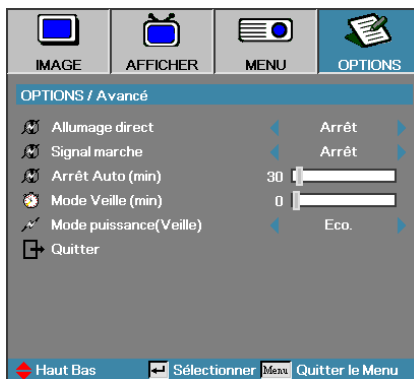 IMAGE AFFICHER MENU OPTIONS
OPTIONS / Avancé
Allumage direct Arrêt
Signal marche Arrêt
Arrêt Auto (min) 30
Mode Veille (min) 0
Mode puissance(Veille) Eco.
Quitter
Haut Bas Sélectionner Menu Quitter le Menu